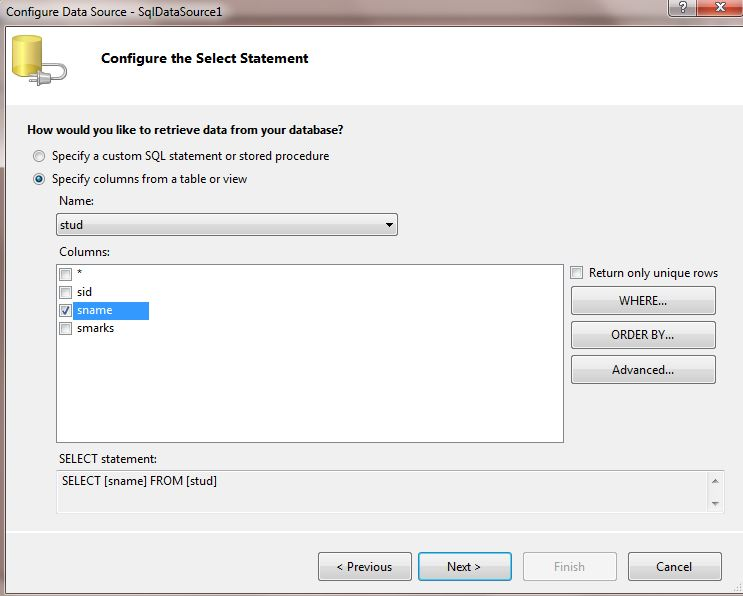 Configure Data Source - SqlDataSource1
?
Configure the Select Statement
How would you like to retrieve data from your database?
Specify a custom SQL statement or stored procedure
Specify columns from a table or view
Name:
stud
Columns:
*
Return only unique rows
sid
WHERE...
sname
smarks
ORDER BY...
Advanced...
SELECT statement:
SELECT [sname] FROM [stud]
< Previous Next > Finish Cancel